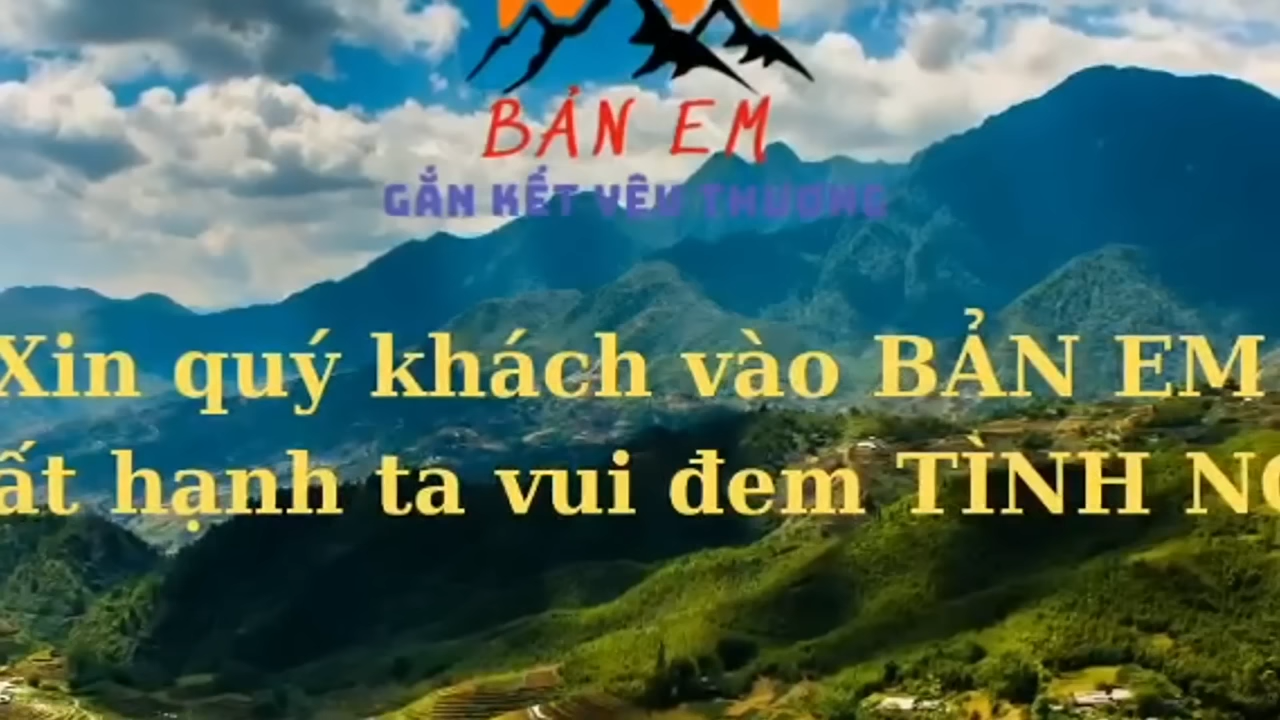 BẢN EM
GẮN KẾT YÊU THƯƠNG
Xin quý khách vào BẢN EM
ất hạnh ta vui đem TÌNH